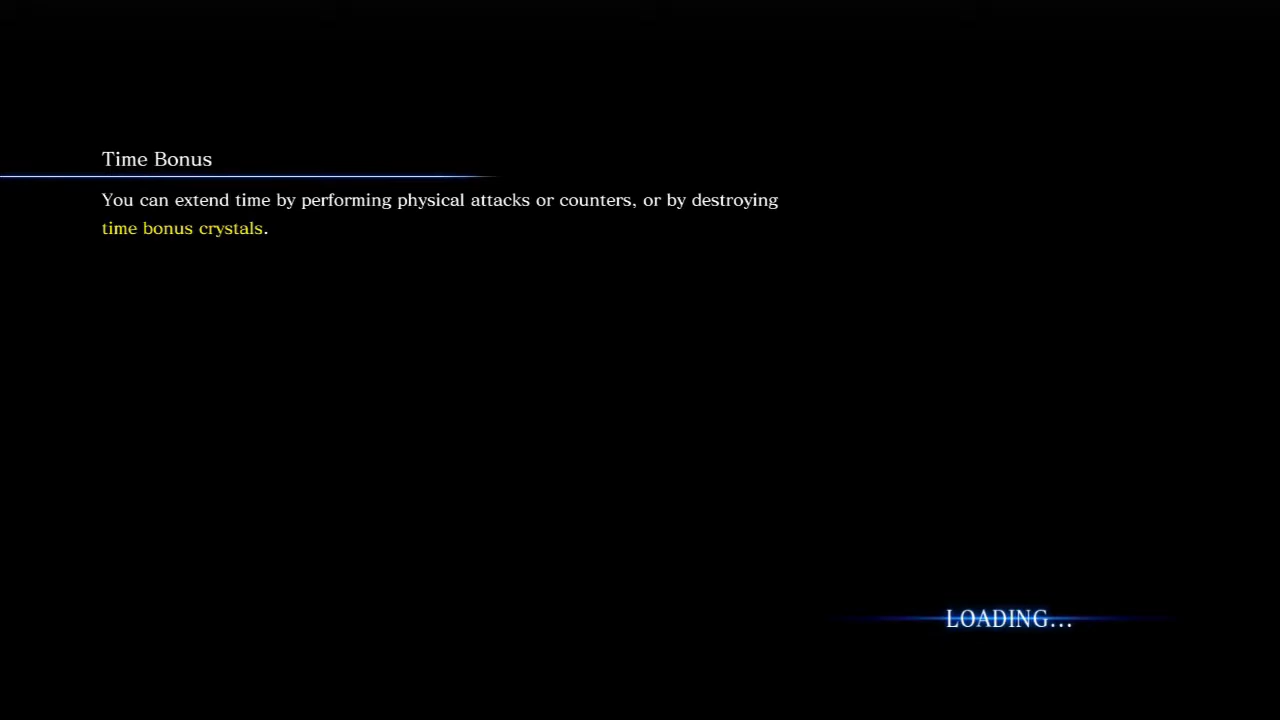 Time Bonus
You can extend time by performing physical attacks or counters, or by destroying
time bonus crystals.
LOADING...